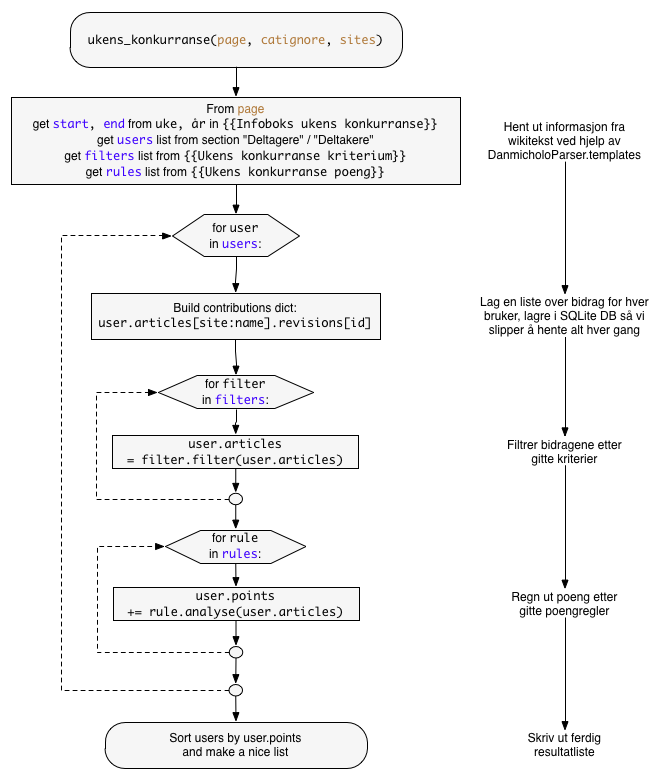 ukens_konkurranse(page, catignore, sites)
From page
get start, end from uke, år in {{Infoboks ukens konkurranse}}
get users list from section "Deltagere" / "Deltakere"
get filters list from {{Ukens konkurranse kriterium}}
get rules list from {{Ukens konkurranse poeng}}
Hent ut informasjon fra
wikitekst ved hjelp av
DanmicholoParser.templates
for user
in users:
Build contributions dict:
user.articles[site:name].revisions[id]
Lag en liste over bidrag for hver
bruker, lagre i SQLite DB så vi
slipper å hente alt hver gang
for filter
in filters:
user.articles
= filter.filter(user.articles)
Filtrer bidragene etter
gitte kriterier
for rule
in rules:
user.points
+= rule.analyse(user.articles)
Regn ut poeng etter
gitte poengregler
Sort users by user.points
and make a nice list
Skriv ut ferdig
resultatliste